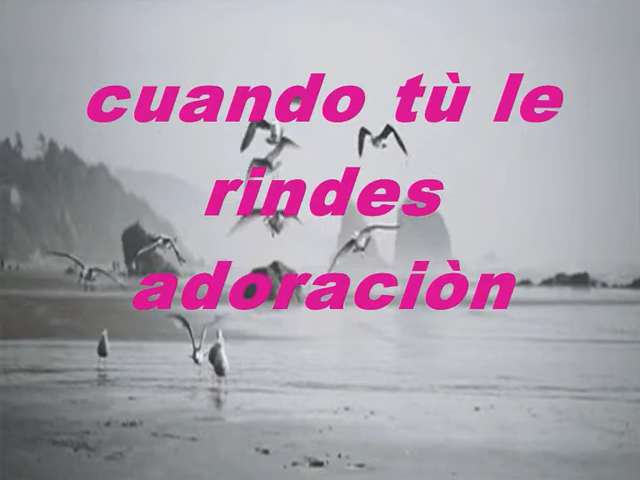 cuando tù le
rindes
adoraciòn